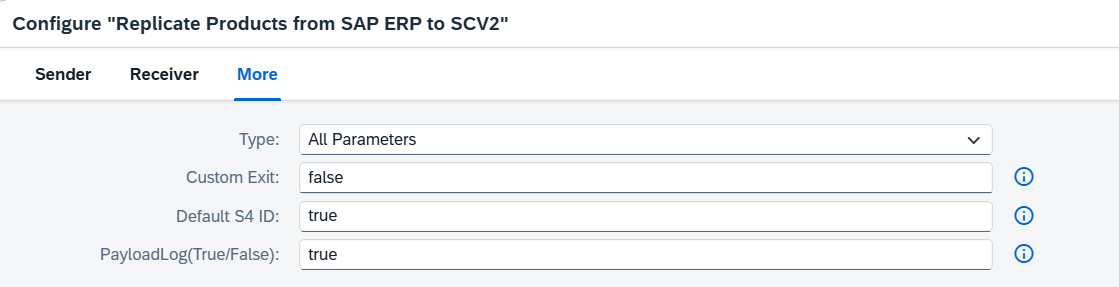 Configure "Replicate Products from SAP ERP to SCV2"
Sender Receiver More
Type: All Parameters
Custom Exit: false
Default S4 ID: true
PayloadLog(True/False): true